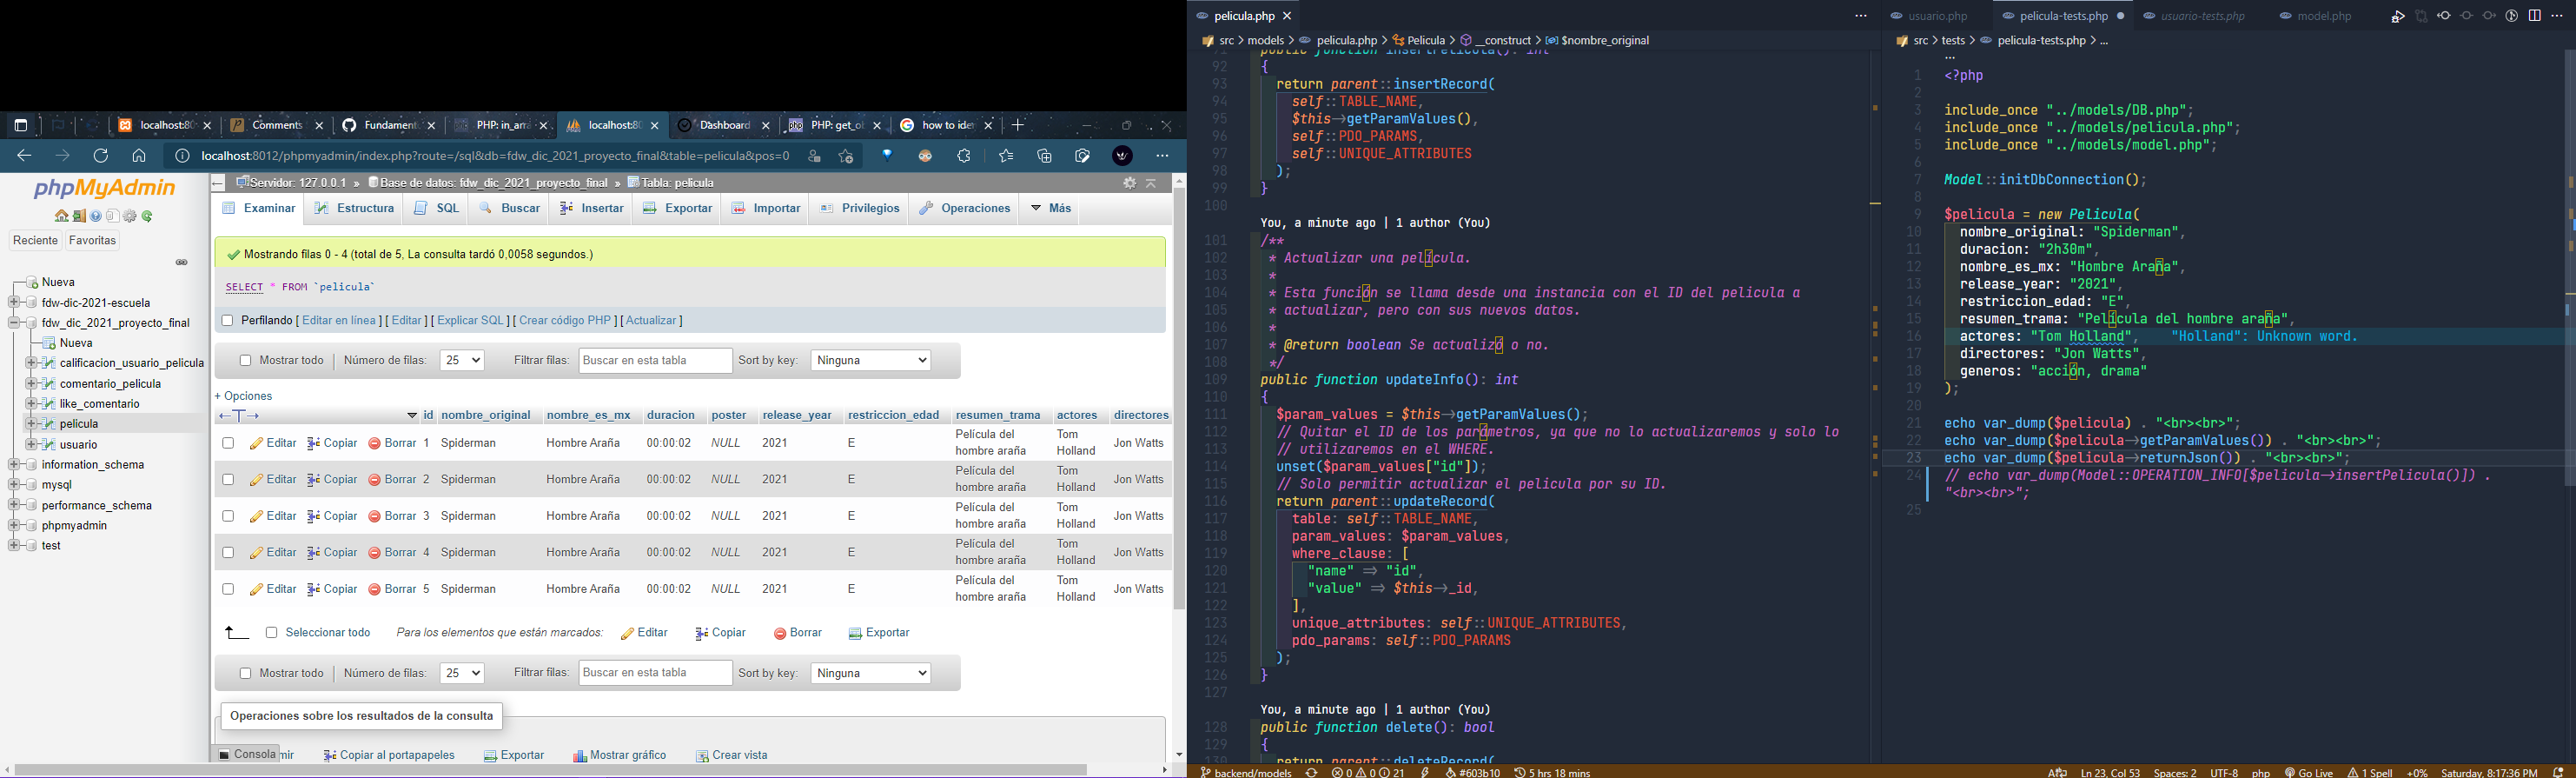 localhost:80
Comments
Fundament
PHP: in_arra
localhost:80
Dashboard
PHP: get_ob
how to ide
localhost:8012/phpmyadmin/index.php?route=/sql&db=fdw_dic_2021_proyecto_final&table=pelicula&pos=0
phpMyAdmin
Reciente Favoritas
Nueva
fdw-dic-2021-escuela
fdw_dic_2021_proyecto_final
Nueva
calificacion_usuario_pelicula
comentario_pelicula
like_comentario
pelicula
usuario
information_schema
mysql
performance_schema
phpmyadmin
test
Servidor: 127.0.0.1 » Base de datos: fdw_dic_2021_proyecto_final » Tabla: pelicula
Examinar Estructura SQL Buscar Insertar Exportar Importar Privilegios Operaciones Más
Mostrando filas 0 - 4 (total de 5, La consulta tardó 0,0058 segundos.)
SELECT * FROM `pelicula`
Perfilando [ Editar en línea ] [ Editar ] [ Explicar SQL ] [ Crear código PHP ] [ Actualizar ]
Mostrar todo Número de filas: 25 Filtrar filas: Buscar en esta tabla Sort by key: Ninguna
+ Opciones
id nombre_original nombre_es_mx duracion poster release_year restriccion_edad resumen_trama actores directores
Editar Copiar Borrar 1 Spiderman Hombre Araña 00:00:02 NULL 2021 E Película del hombre araña Tom Holland Jon Watts
Editar Copiar Borrar 2 Spiderman Hombre Araña 00:00:02 NULL 2021 E Película del hombre araña Tom Holland Jon Watts
Editar Copiar Borrar 3 Spiderman Hombre Araña 00:00:02 NULL 2021 E Película del hombre araña Tom Holland Jon Watts
Editar Copiar Borrar 4 Spiderman Hombre Araña 00:00:02 NULL 2021 E Película del hombre araña Tom Holland Jon Watts
Editar Copiar Borrar 5 Spiderman Hombre Araña 00:00:02 NULL 2021 E Película del hombre araña Tom Holland Jon Watts
Seleccionar todo Para los elementos que están marcados: Editar Copiar Borrar Exportar
Mostrar todo Número de filas: 25 Filtrar filas: Buscar en esta tabla Sort by key: Ninguna
Operaciones sobre los resultados de la consulta
Consola mir Copiar al portapapeles Exportar Mostrar gráfico Crear vista
pelicula.php
src > models > pelicula.php > Pelicula > __construct > $nombre_original
91 public function insertPelicula(): int
92 {
93 return parent::insertRecord(
94 self::TABLE_NAME,
95 $this->getParamValues(),
96 self::PDO_PARAMS,
97 self::UNIQUE_ATTRIBUTES
98 );
99 }
100
You, a minute ago | 1 author (You)
101 /**
102 * Actualizar una película.
103 *
104 * Esta función se llama desde una instancia con el ID del pelicula a
105 * actualizar, pero con sus nuevos datos.
106 *
107 * @return boolean Se actualizó o no.
108 */
109 public function updateInfo(): int
110 {
111 $param_values = $this->getParamValues();
112 // Quitar el ID de los parámetros, ya que no lo actualizaremos y solo lo
113 // utilizaremos en el WHERE.
114 unset($param_values["id"]);
115 // Solo permitir actualizar el pelicula por su ID.
116 return parent::updateRecord(
117 table: self::TABLE_NAME,
118 param_values: $param_values,
119 where_clause: [
120 "name" => "id",
121 "value" => $this->_id,
122 ],
123 unique_attributes: self::UNIQUE_ATTRIBUTES,
124 pdo_params: self::PDO_PARAMS
125 );
126 }
127
You, a minute ago | 1 author (You)
128 public function delete(): bool
129 {
130 return parent::deleteRecord(
usuario.php pelicula-tests.php usuario-tests.php model.php
src > tests > pelicula-tests.php > ...
1 <?php
2
3 include_once "../models/DB.php";
4 include_once "../models/pelicula.php";
5 include_once "../models/model.php";
6
7 Model::initDbConnection();
8
9 $pelicula = new Pelicula(
10 nombre_original: "Spiderman",
11 duracion: "2h30m",
12 nombre_es_mx: "Hombre Araña",
13 release_year: "2021",
14 restriccion_edad: "E",
15 resumen_trama: "Película del hombre araña",
16 actores: "Tom Holland", "Holland": Unknown word.
17 directores: "Jon Watts",
18 generos: "acción, drama"
19 );
20
21 echo var_dump($pelicula) . "<br><br>";
22 echo var_dump($pelicula->getParamValues()) . "<br><br>";
23 echo var_dump($pelicula->returnJson()) . "<br><br>";
24 // echo var_dump(Model::OPERATION_INFO[$pelicula->insertPelicula()]) .
"<br><br>";
25
backend/models 0 0 21 #603b10 5 hrs 18 mins Ln 23, Col 53 Spaces: 2 UTF-8 php Go Live 1 Spell +0% Saturday, 8:17:36 PM